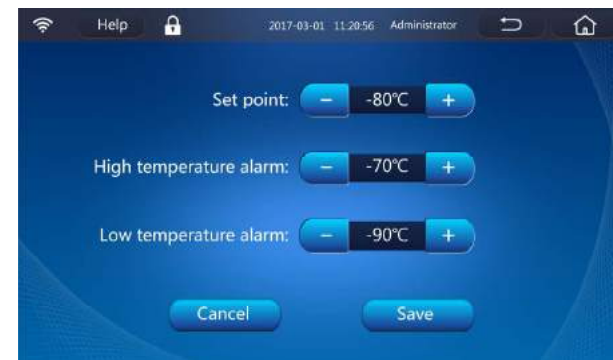 Help 2017-03-01 11:20:56 Administrator
Set point: - -80℃ +
High temperature alarm: - -70℃ +
Low temperature alarm: - -90℃ +
Cancel Save